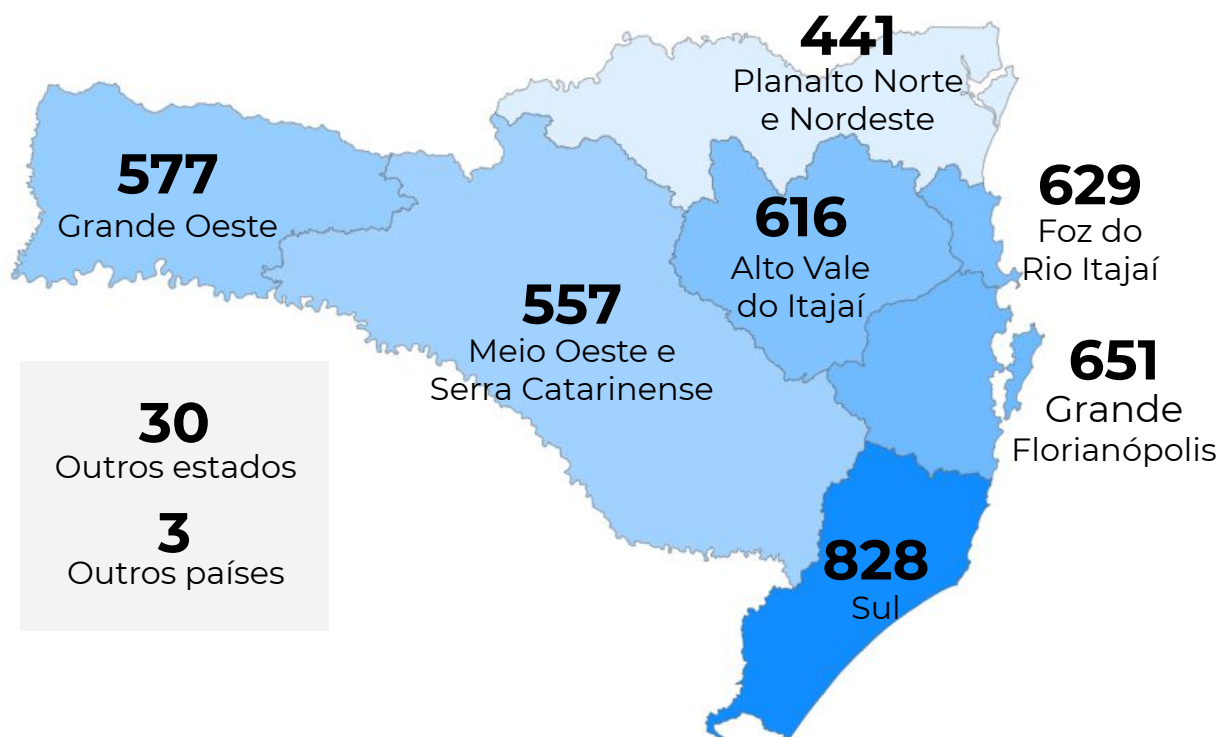 441
Planalto Norte
e Nordeste
577
Grande Oeste
616
Alto Vale
do Itajaí
629
Foz do
Rio Itajaí
557
Meio Oeste e
Serra Catarinense
651
Grande
Florianópolis
30
Outros estados
3
Outros países
828
Sul